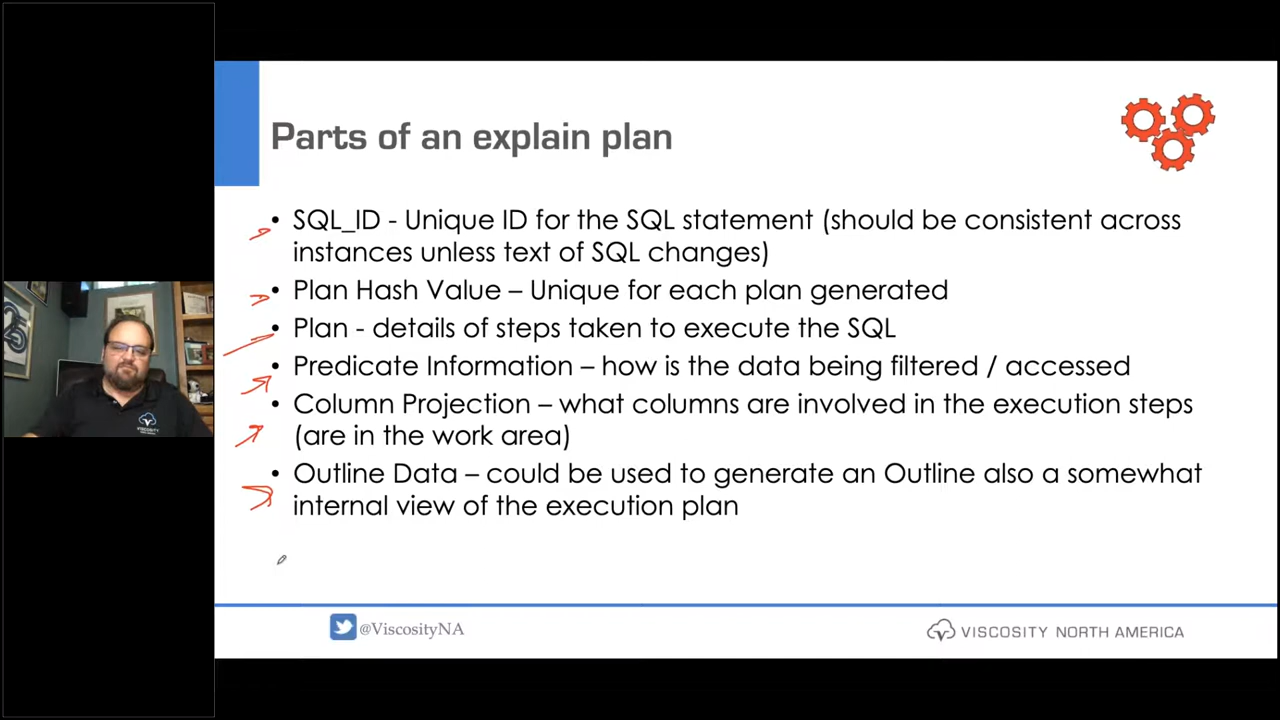 Parts of an explain plan
• SQL_ID - Unique ID for the SQL statement (should be consistent across
instances unless text of SQL changes)
• Plan Hash Value – Unique for each plan generated
• Plan - details of steps taken to execute the SQL
• Predicate Information – how is the data being filtered / accessed
• Column Projection – what columns are involved in the execution steps
(are in the work area)
• Outline Data – could be used to generate an Outline also a somewhat
internal view of the execution plan
@ViscosityNA
VISCOSITY NORTH AMERICA
VISCOSITY